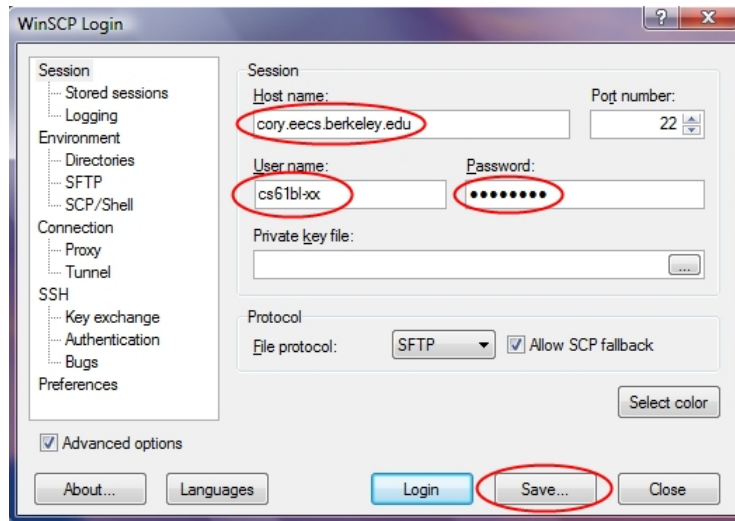 WinSCP Login
?
X
Session
Stored sessions
Logging
Environment
Directories
SFTP
SCP/Shell
Connection
Proxy
Tunnel
SSH
Key exchange
Authentication
Bugs
Preferences
Session
Host name:
Port number:
cory.eecs.berkeley.edu
22
User name:
Password:
cs61bl-xx
●●●●●●●●
Private key file:
...
Protocol
File protocol:
SFTP
Allow SCP fallback
Select color
Advanced options
About...
Languages
Login
Save...
Close